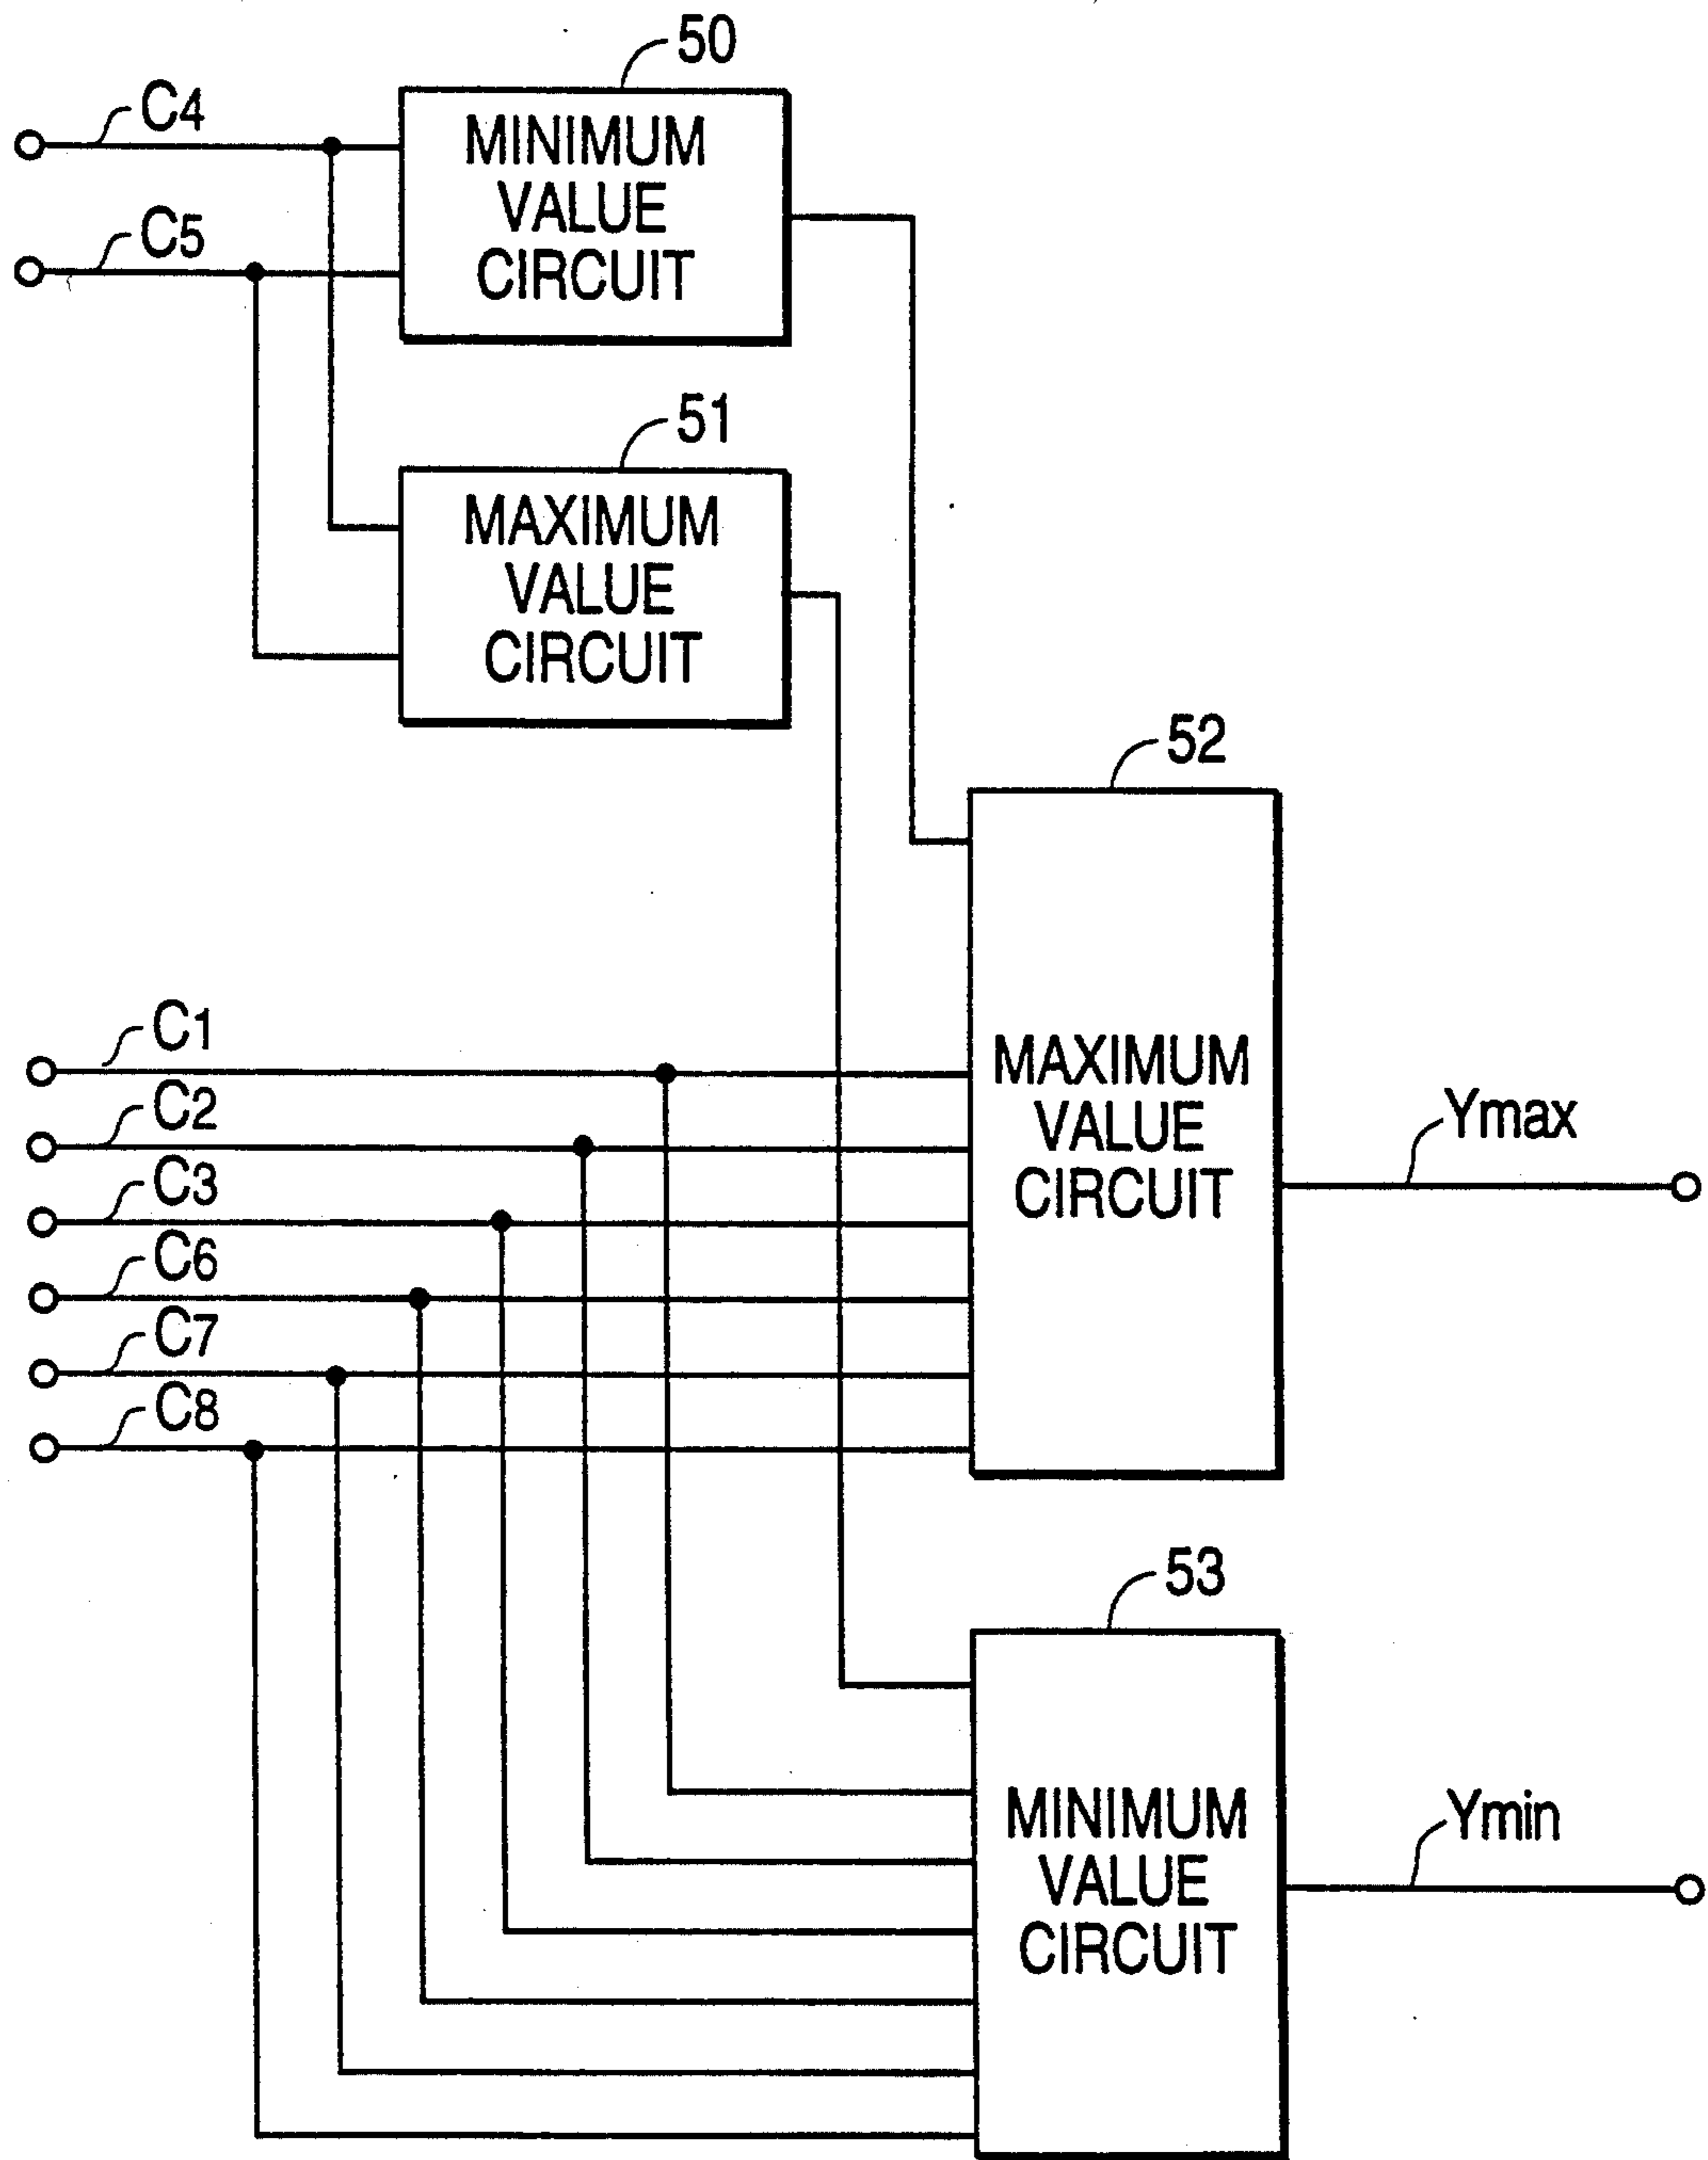 50
C4
MINIMUM
VALUE
CIRCUIT
C5
51
MAXIMUM
VALUE
CIRCUIT
52
C1
C2
C3
C6
C7
C8
MAXIMUM
VALUE
CIRCUIT
Ymax
53
MINIMUM
VALUE
CIRCUIT
Ymin